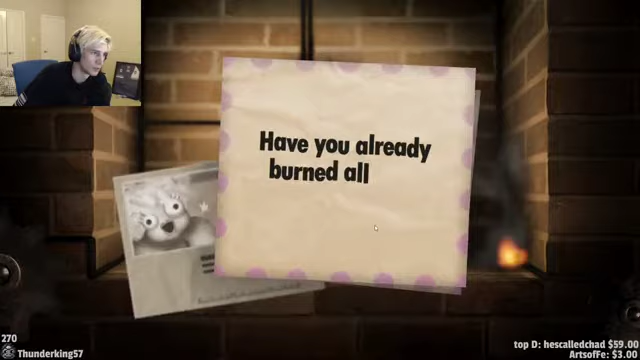 Have you already
burned all
270
Thunderking57
top D: hescalledchad $59.00
ArtsofFe: $3.00